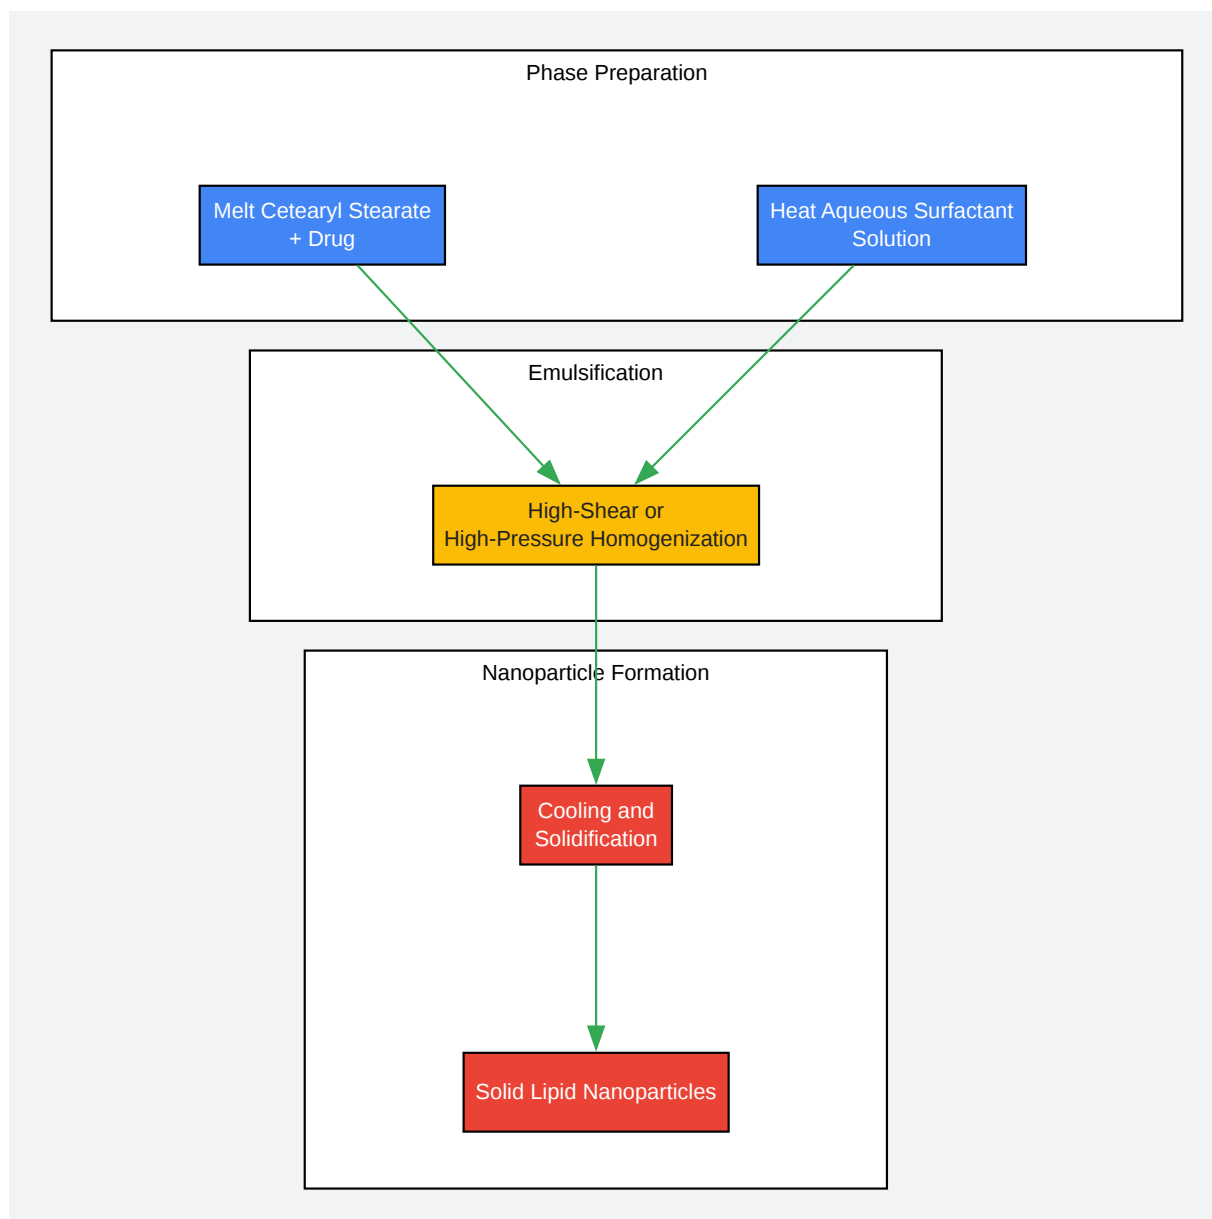 Phase Preparation
Melt Cetearyl Stearate
+ Drug
Heat Aqueous Surfactant
Solution
Emulsification
High-Shear or
High-Pressure Homogenization
Nanoparticle Formation
Cooling and
Solidification
Solid Lipid Nanoparticles